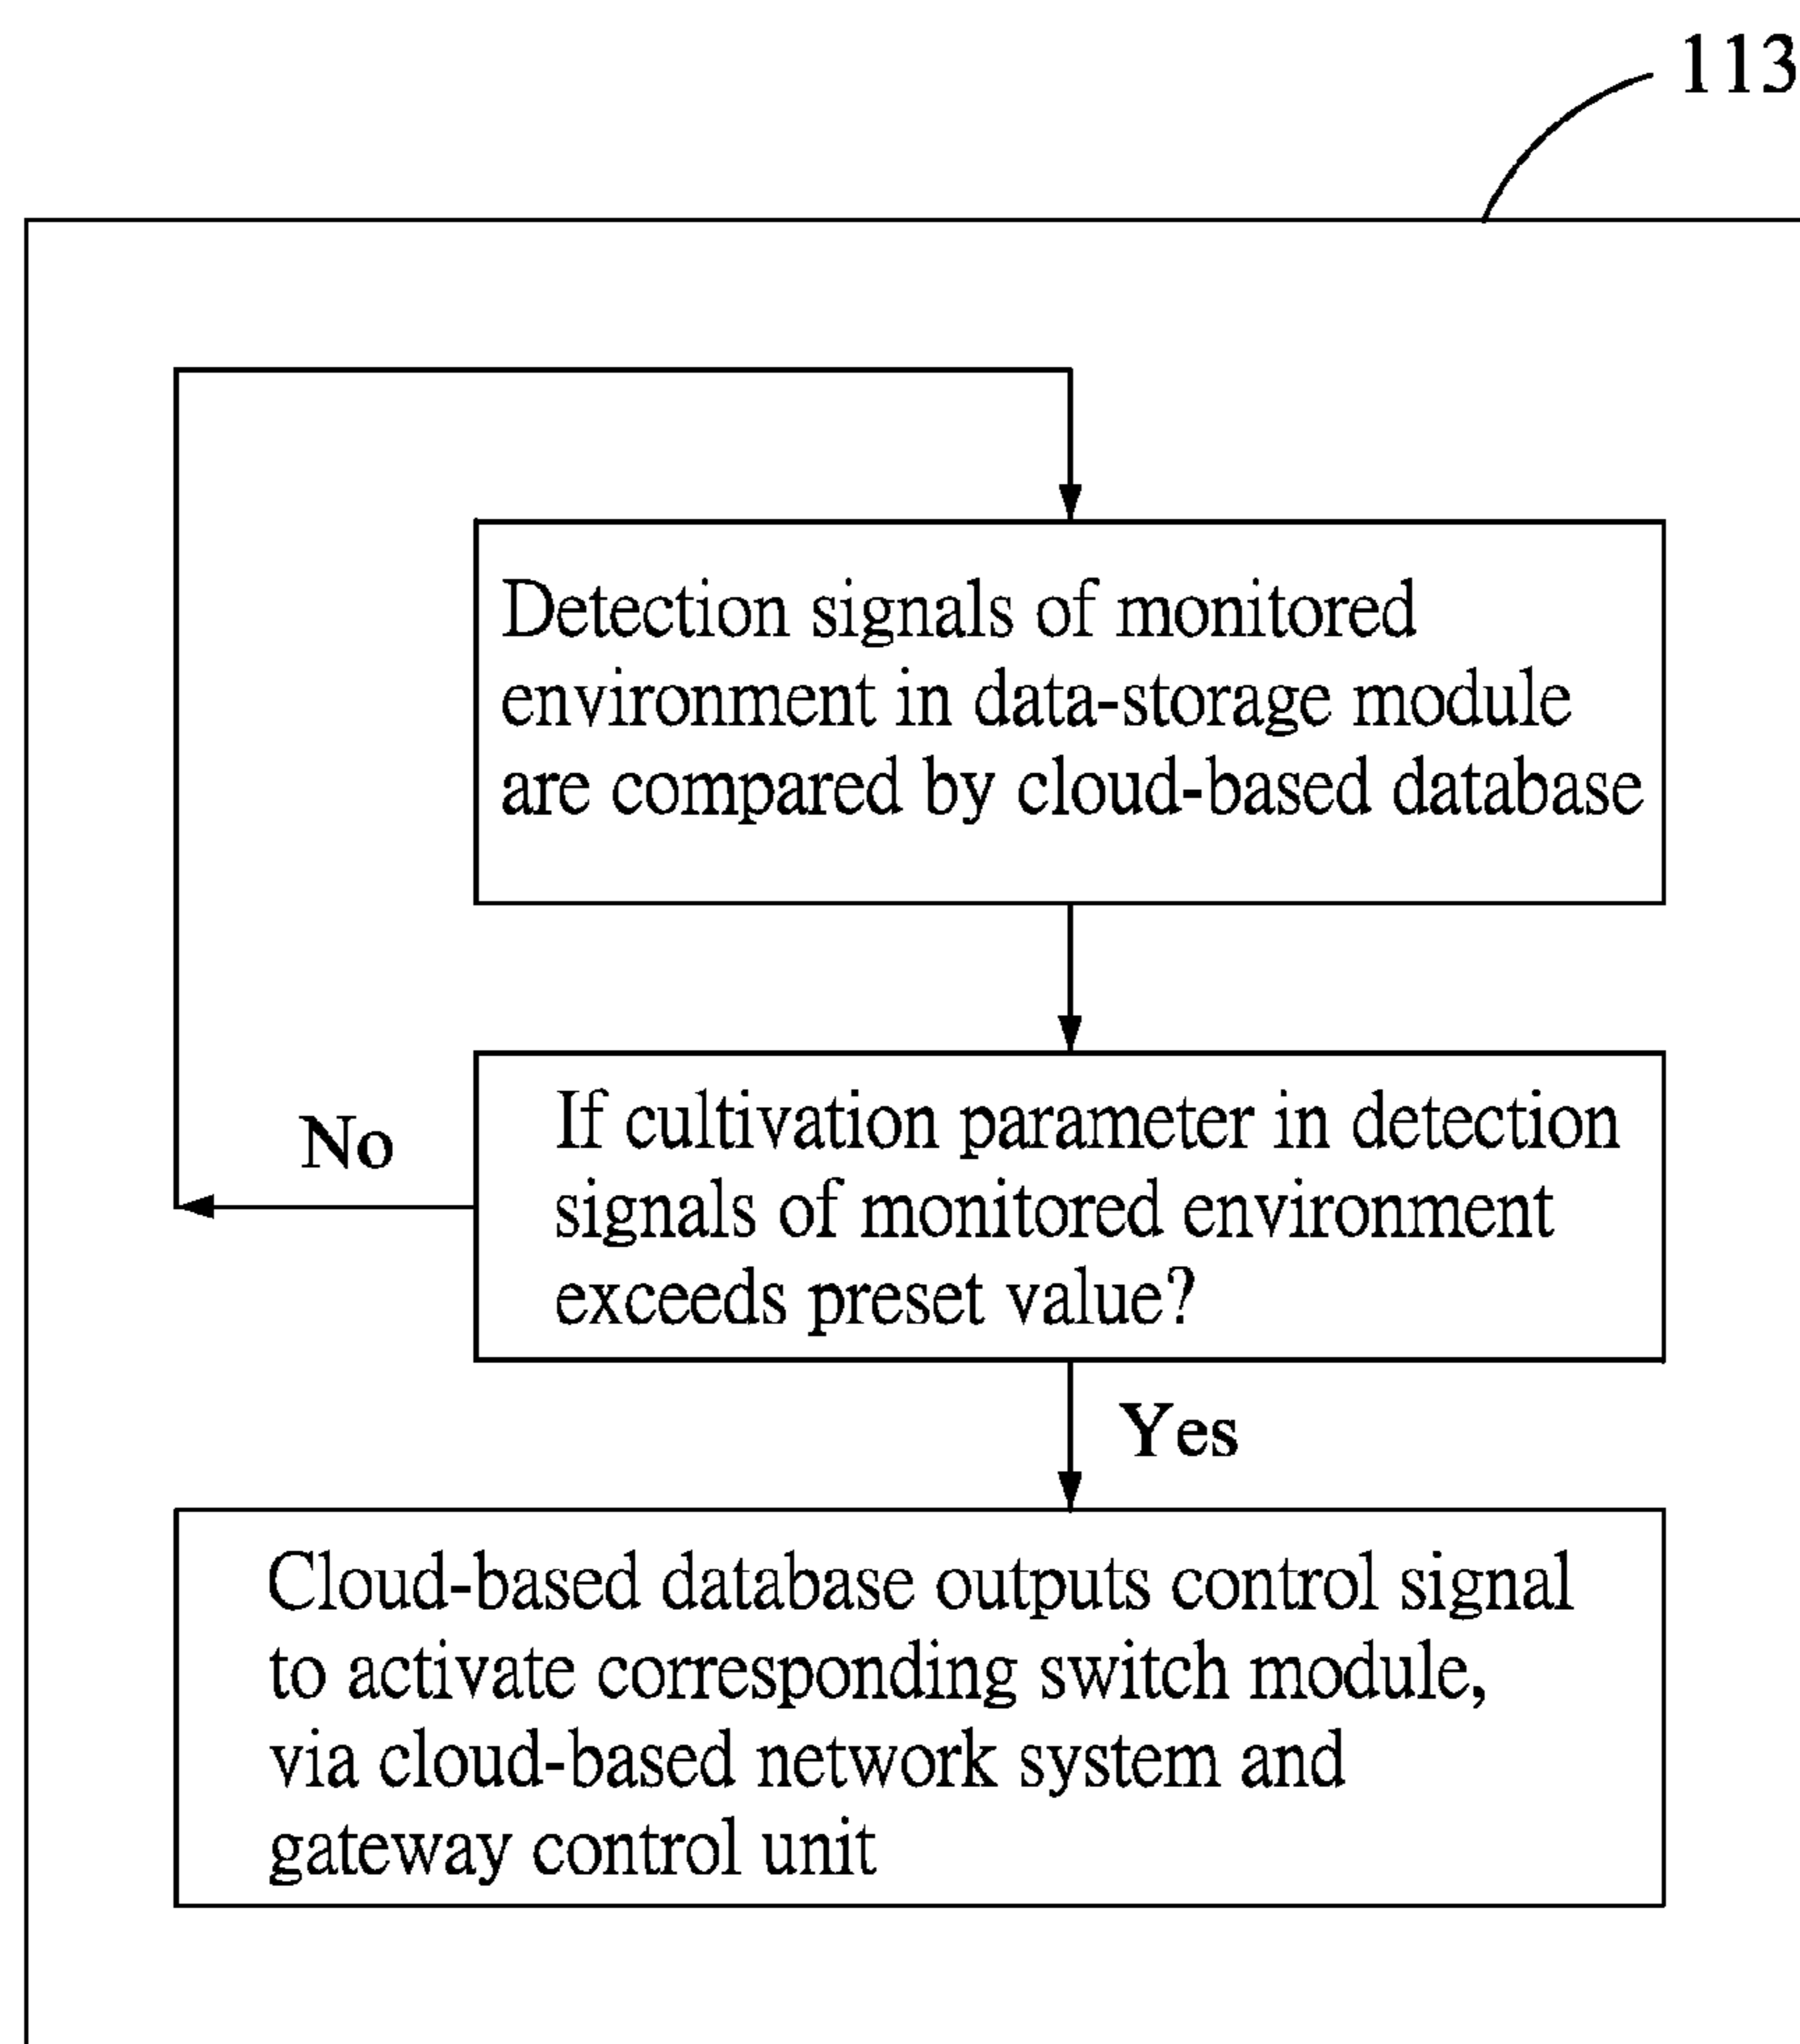 113
Detection signals of monitored
environment in data-storage module
are compared by cloud-based database
No
If cultivation parameter in detection
signals of monitored environment
exceeds preset value?
Yes
Cloud-based database outputs control signal
to activate corresponding switch module,
via cloud-based network system and
gateway control unit